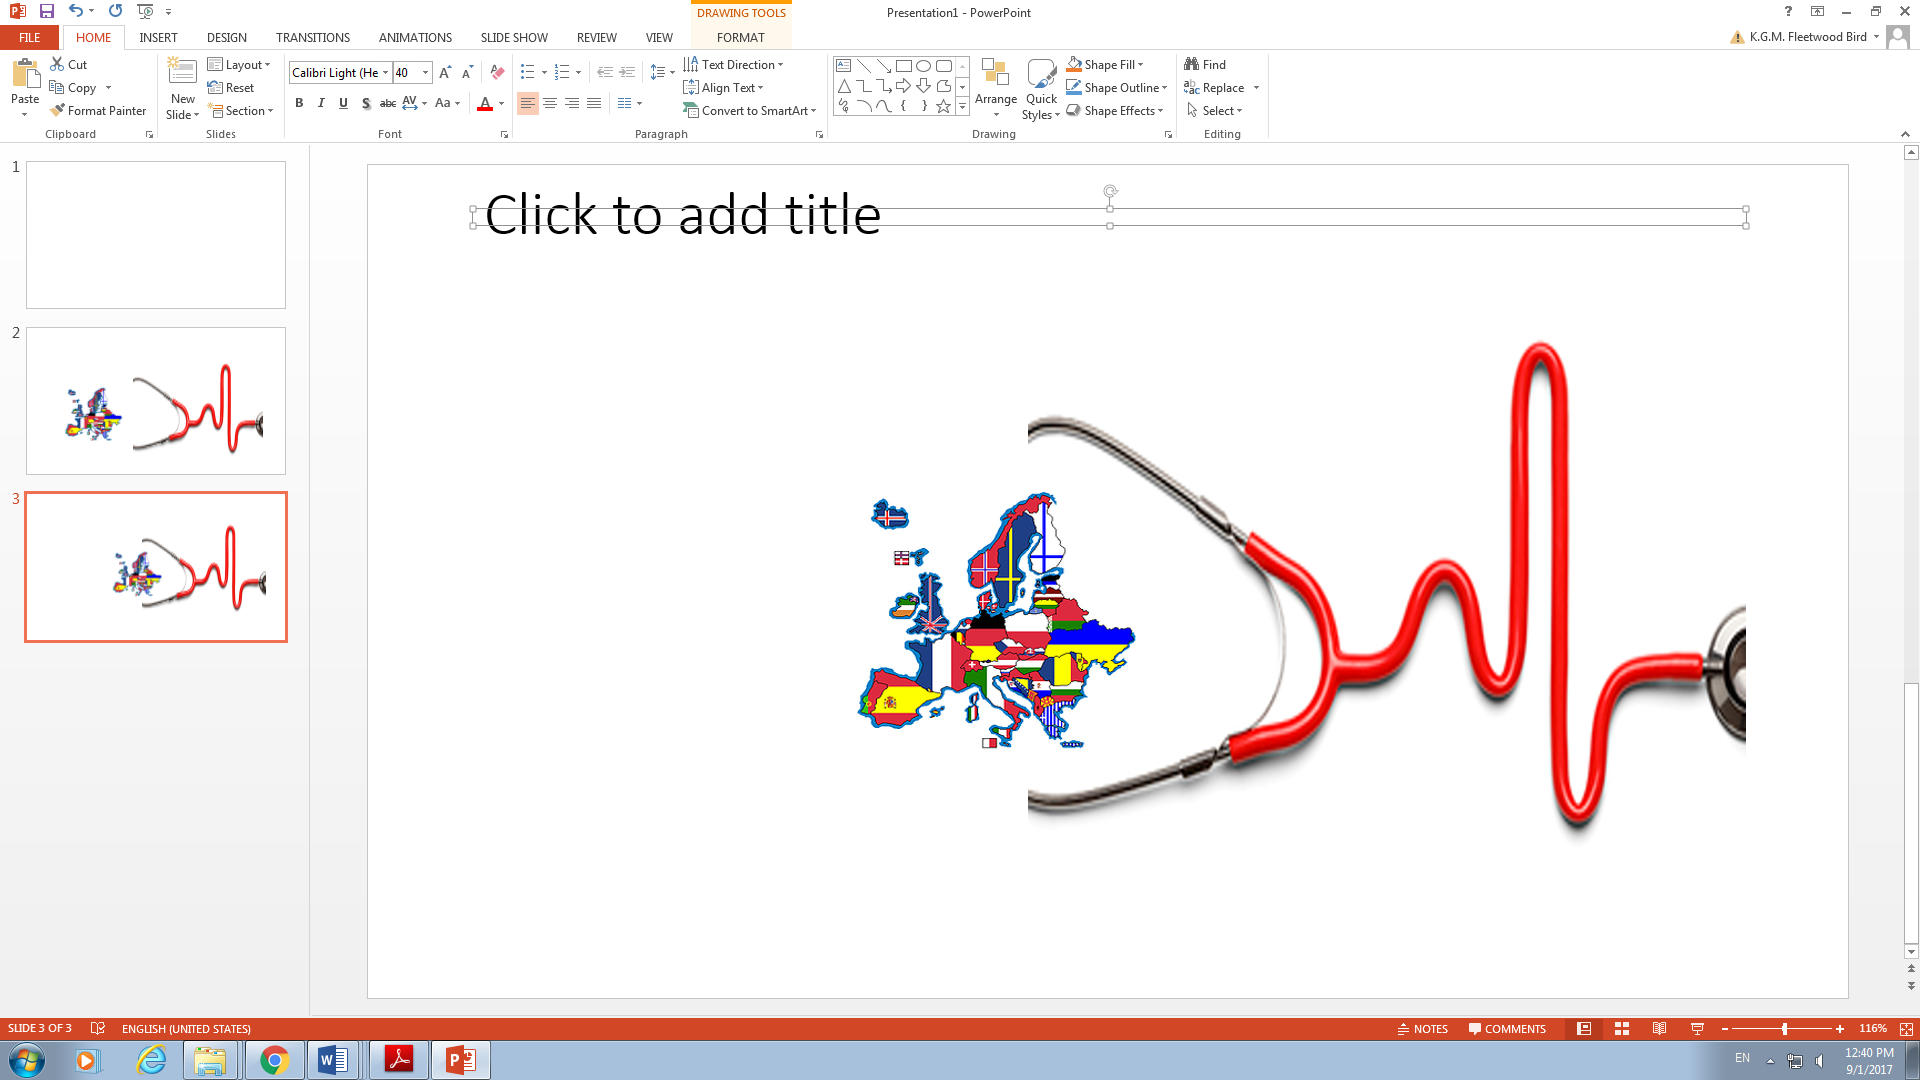 DRAWING TOOLS
Presentation1 - PowerPoint
?
FILE
HOME
INSERT
DESIGN
TRANSITIONS
ANIMATIONS
SLIDE SHOW
REVIEW
VIEW
FORMAT
K.G.M. Fleetwood Bird
Paste
Cut
Copy
Format Painter
Clipboard
New
Slide
Layout
Reset
Section
Slides
Calibri Light (He
40
B I U S abc AV Aa A
Font
Text Direction
Align Text
Convert to SmartArt
Paragraph
Arrange
Quick
Styles
Shape Fill
Shape Outline
Shape Effects
Drawing
Find
Replace
Select
Editing
1
2
3
Click to add title
SLIDE 3 OF 3
ENGLISH (UNITED STATES)
NOTES
COMMENTS
116%
EN
12:40 PM
9/1/2017